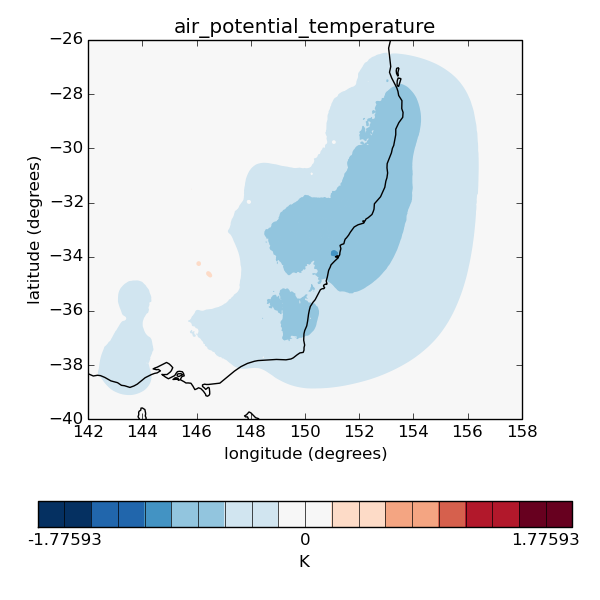 air_potential_temperature
−26
−28
−30
−32
−34
−36
−38
−40
latitude (degrees)
142 144 146 148 150 152 154 156 158
longitude (degrees)
-1.77593 0 1.77593
K